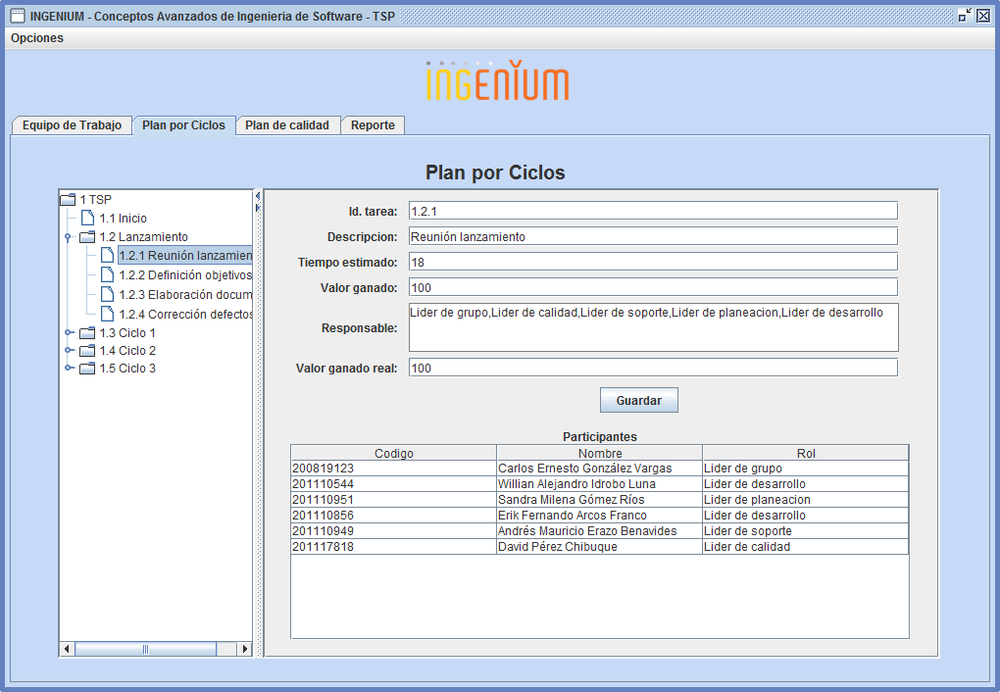 INGENIUM - Conceptos Avanzados de Ingenieria de Software - TSP
Opciones
INGENIUM
Equipo de Trabajo Plan por Ciclos Plan de calidad Reporte
Plan por Ciclos
1 TSP
1.1 Inicio
1.2 Lanzamiento
1.2.1 Reunión lanzamien
1.2.2 Definición objetivos
1.2.3 Elaboración docum
1.2.4 Corrección defectos
1.3 Ciclo 1
1.4 Ciclo 2
1.5 Ciclo 3
Id. tarea: 1.2.1
Descripcion: Reunión lanzamiento
Tiempo estimado: 18
Valor ganado: 100
Responsable: Lider de grupo,Lider de calidad,Lider de soporte,Lider de planeacion,Lider de desarrollo
Valor ganado real: 100
Guardar
Participantes
Codigo Nombre Rol
200819123 Carlos Ernesto González Vargas Lider de grupo
201110544 Willian Alejandro Idrobo Luna Lider de desarrollo
201110951 Sandra Milena Gómez Ríos Lider de planeacion
201110856 Erik Fernando Arcos Franco Lider de desarrollo
201110949 Andrés Mauricio Erazo Benavides Lider de soporte
201117818 David Pérez Chibuque Lider de calidad